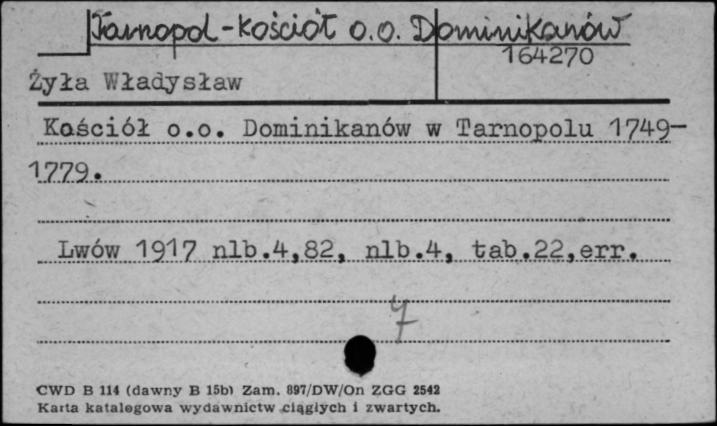 Tarnopol-Kościół o.o. Dominikanów
164270
Żyła Władysław
Kościół o.o. Dominikanów w Tarnopolu 1749-
1779.
Lwów 1917 nlb.4,82, nlb.4, tab.22,err.
7
CWD B 114 (dawny B 15b) Zam. 897/DW/On ZGG 2542
Karta katalogowa wydawnictw ciągłych i zwartych.